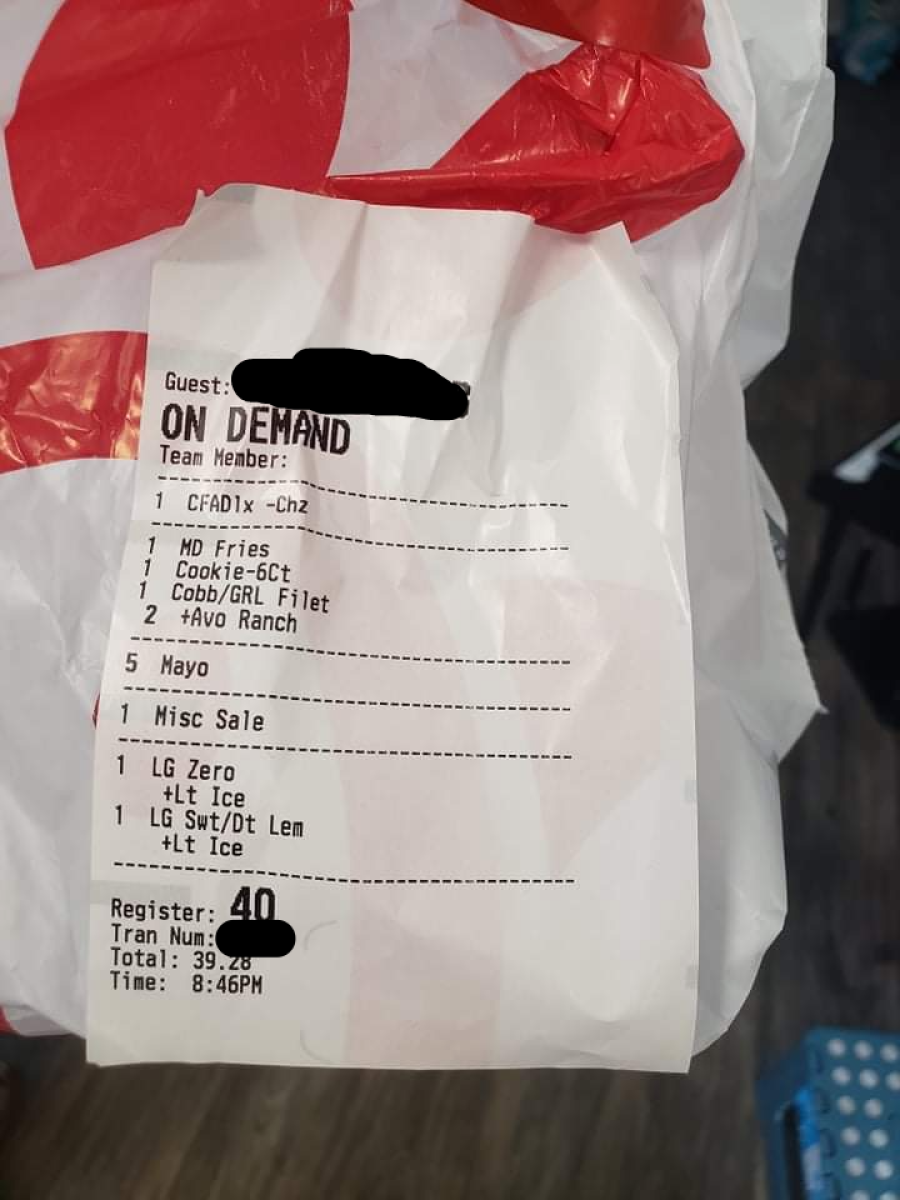 Guest:
ON DEMAND
Team Member:
1 CFADlx -Chz
1 MD Fries
1 Cookie-6Ct
1 Cobb/GRL Filet
2 +Avo Ranch
5 Mayo
1 Misc Sale
1 LG Zero
+Lt Ice
1 LG Swt/Dt Lem
+Lt Ice
Register: 40
Tran Num:
Total: 39.28
Time: 8:46PM